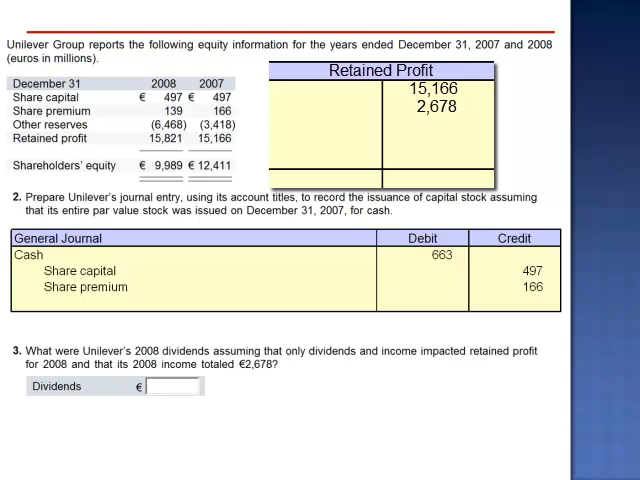 Unilever Group reports the following equity information for the years ended December 31, 2007 and 2008
(euros in millions).
December 31 2008 2007
Share capital € 497 € 497
Share premium 139 166
Other reserves (6,468) (3,418)
Retained profit 15,821 15,166
Shareholders' equity € 9,989 € 12,411
Retained Profit
15,166
2,678
2. Prepare Unilever's journal entry, using its account titles, to record the issuance of capital stock assuming
that its entire par value stock was issued on December 31, 2007, for cash.
General Journal Debit Credit
Cash 663
Share capital 497
Share premium 166
3. What were Unilever's 2008 dividends assuming that only dividends and income impacted retained profit
for 2008 and that its 2008 income totaled €2,678?
Dividends €